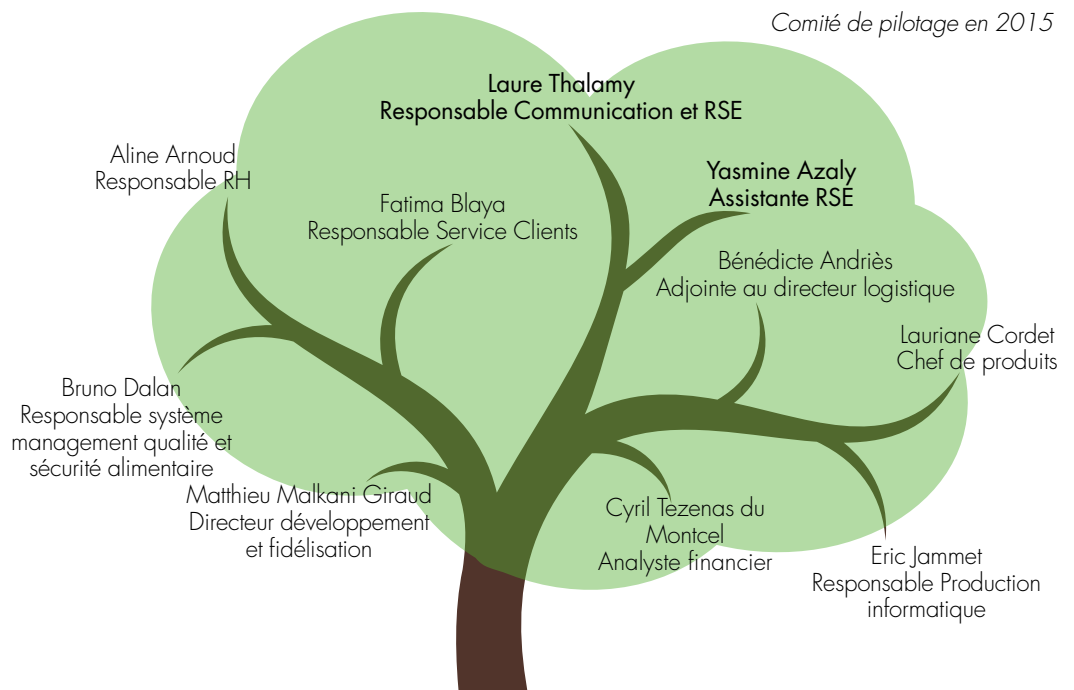 Comité de pilotage en 2015
Laure Thalamy
Responsable Communication et RSE
Aline Arnoud
Responsable RH
Yasmine Azaly
Assistante RSE
Fatima Blaya
Responsable Service Clients
Bénédicte Andriès
Adjointe au directeur logistique
Lauriane Cordet
Chef de produits
Bruno Dalan
Responsable système
management qualité et
sécurité alimentaire
Matthieu Malkani Giraud
Directeur développement
et fidélisation
Cyril Tezenas du
Montcel
Analyste financier
Eric Jammet
Responsable Production
informatique